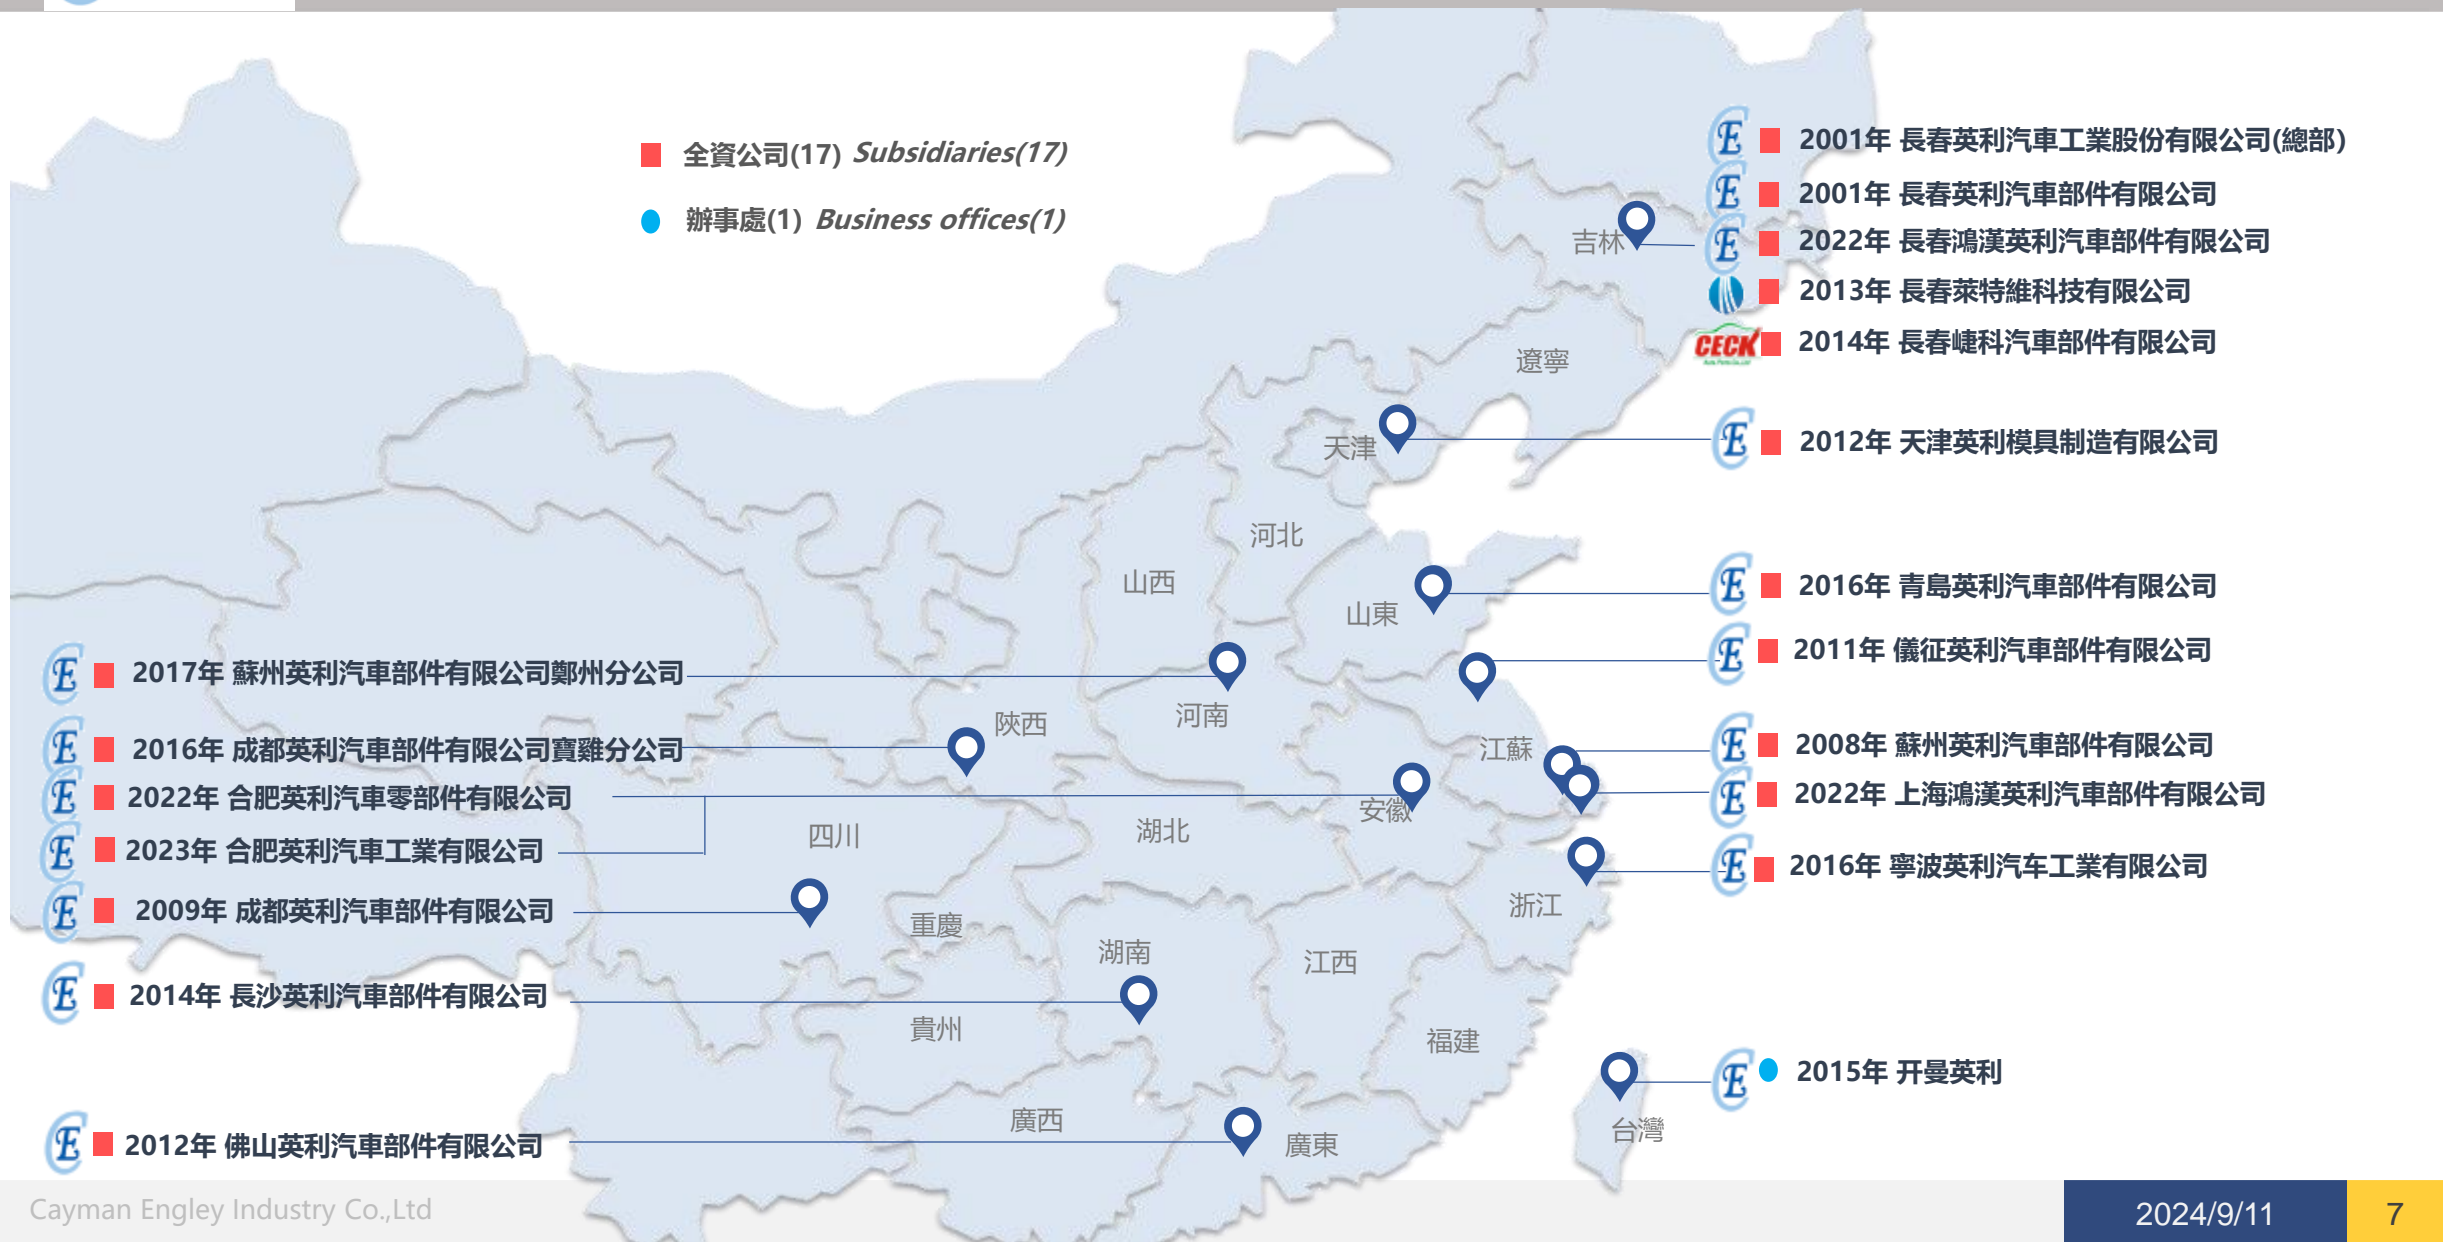 全資公司(17) Subsidiaries(17)
辦事處(1) Business offices(1)
2001年 長春英利汽車工業股份有限公司(總部)
2001年 長春英利汽車部件有限公司
2022年 長春鴻漢英利汽車部件有限公司
2013年 長春萊特維科技有限公司
CECK
2014年 長春崨科汽車部件有限公司
2012年 天津英利模具制造有限公司
2016年 青島英利汽車部件有限公司
2011年 儀征英利汽車部件有限公司
2008年 蘇州英利汽車部件有限公司
2022年 上海鴻漢英利汽車部件有限公司
2016年 寧波英利汽车工業有限公司
2015年 开曼英利
2017年 蘇州英利汽車部件有限公司鄭州分公司
2016年 成都英利汽車部件有限公司寶雞分公司
2022年 合肥英利汽車零部件有限公司
2023年 合肥英利汽車工業有限公司
2009年 成都英利汽車部件有限公司
2014年 長沙英利汽車部件有限公司
2012年 佛山英利汽車部件有限公司
吉林
遼寧
天津
河北
山西
山東
陝西
河南
江蘇
安徽
四川
湖北
重慶
浙江
湖南
江西
貴州
福建
廣西
廣東
台灣
Cayman Engley Industry Co.,Ltd
2024/9/11
7